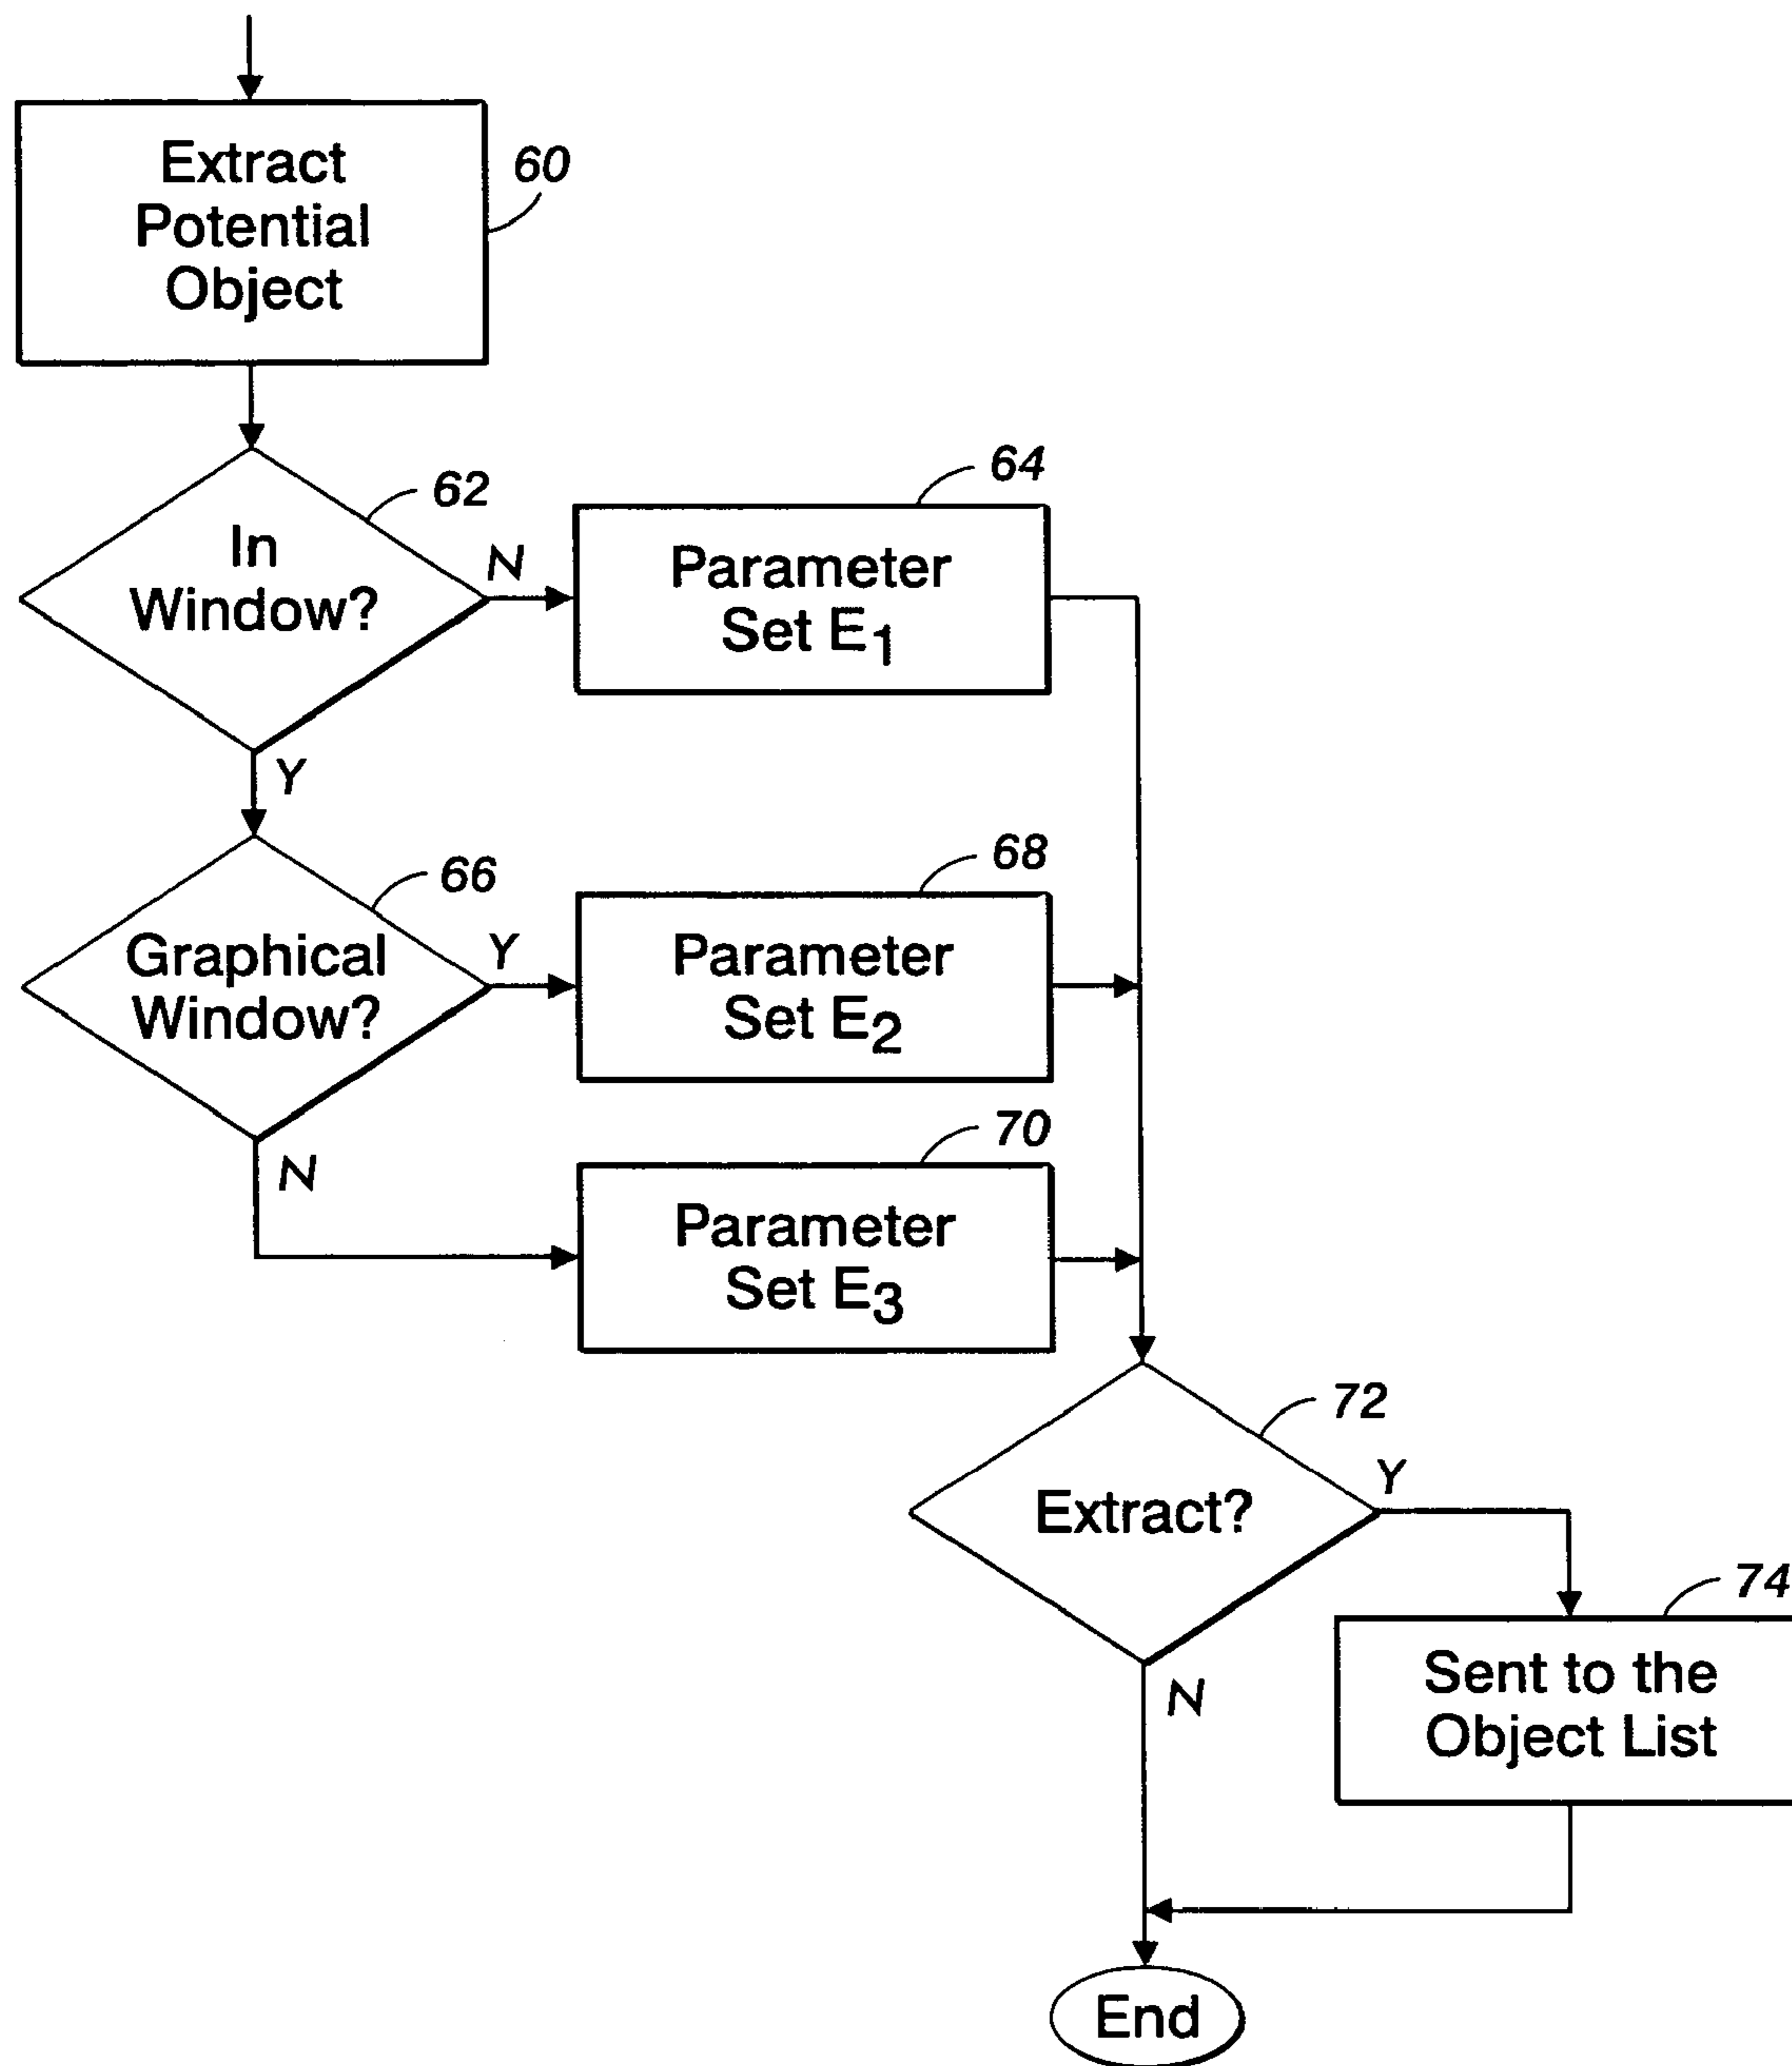 Extract
Potential
Object
60
In
Window?
62
N
Parameter
Set E1
64
Y
Graphical
Window?
66
Y
Parameter
Set E2
68
N
Parameter
Set E3
70
Extract?
72
Y
Sent to the
Object List
74
N
End